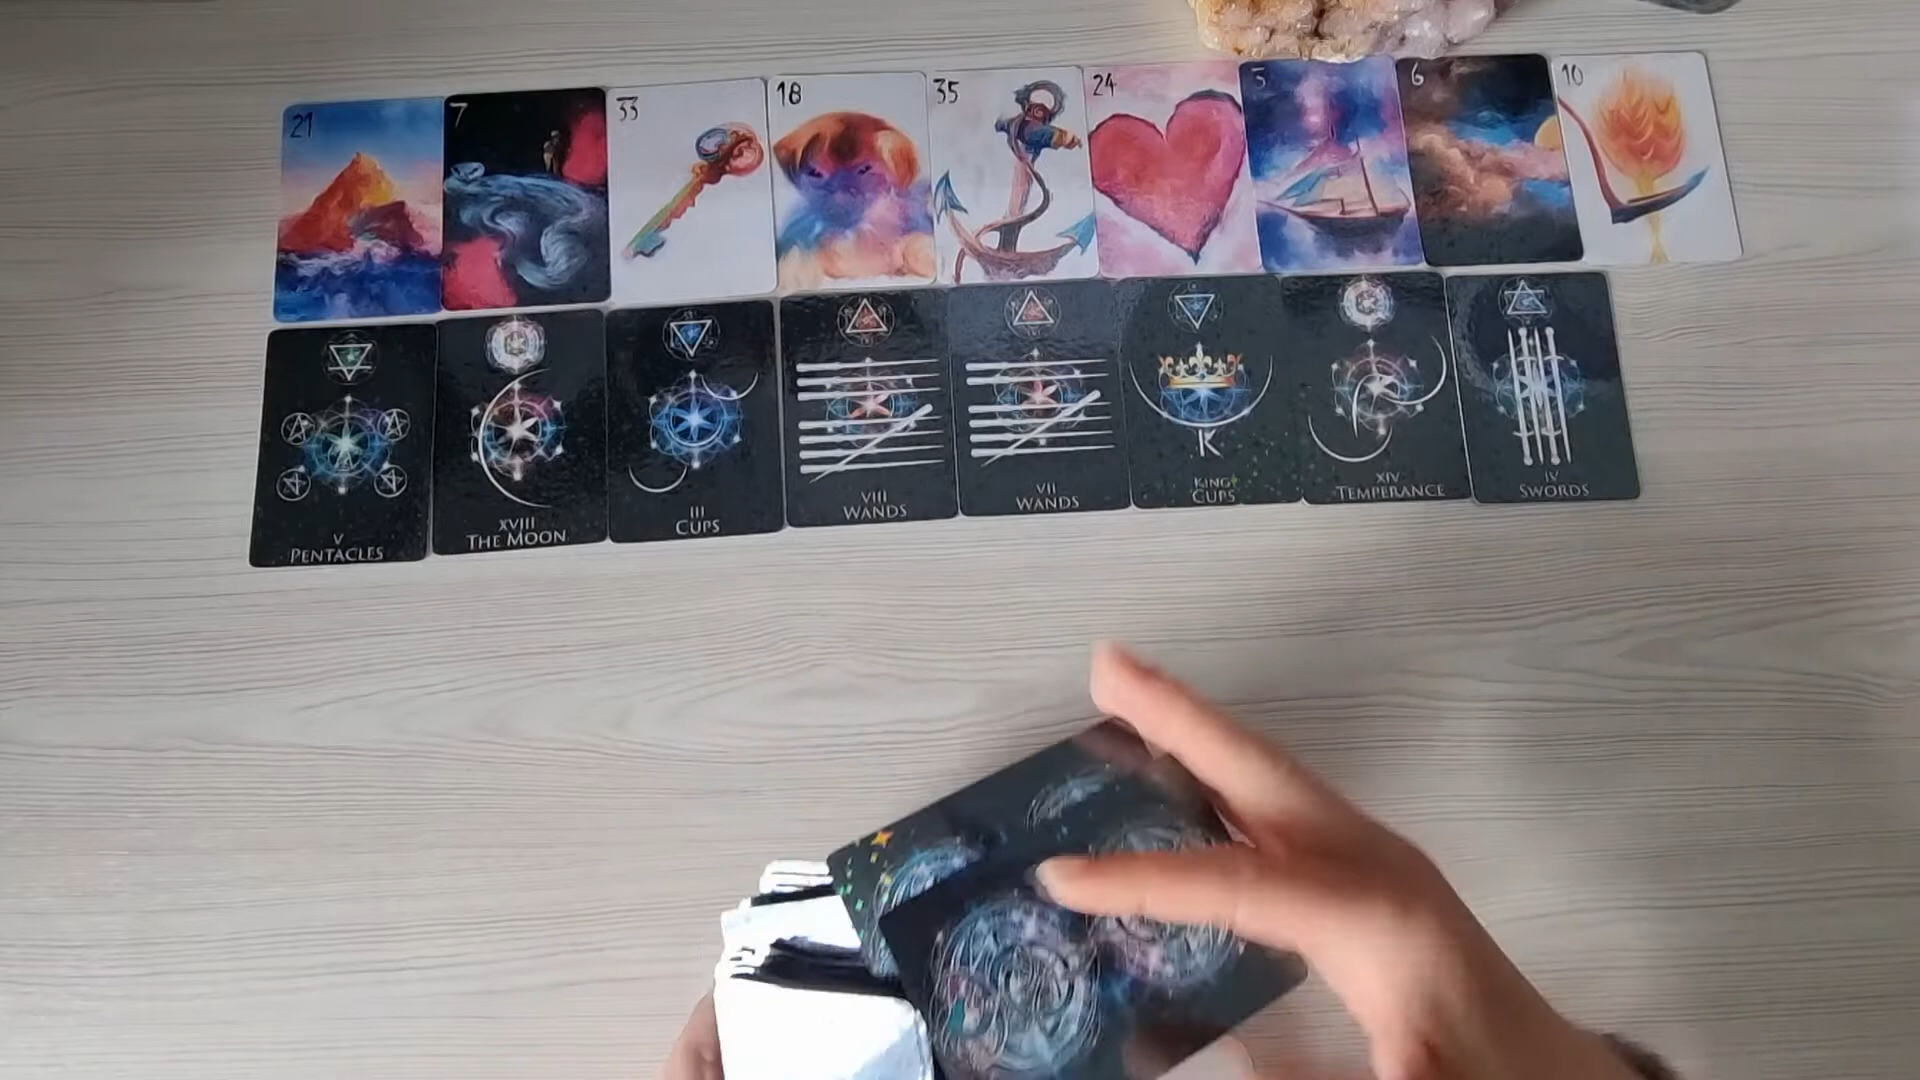 21
7
33
18
35
24
5
6
10
V
PENTACLES
XVIII
THE MOON
III
CUPS
VIII
WANDS
VII
WANDS
K
KING
CUPS
XIV
TEMPERANCE
IV
SWORDS